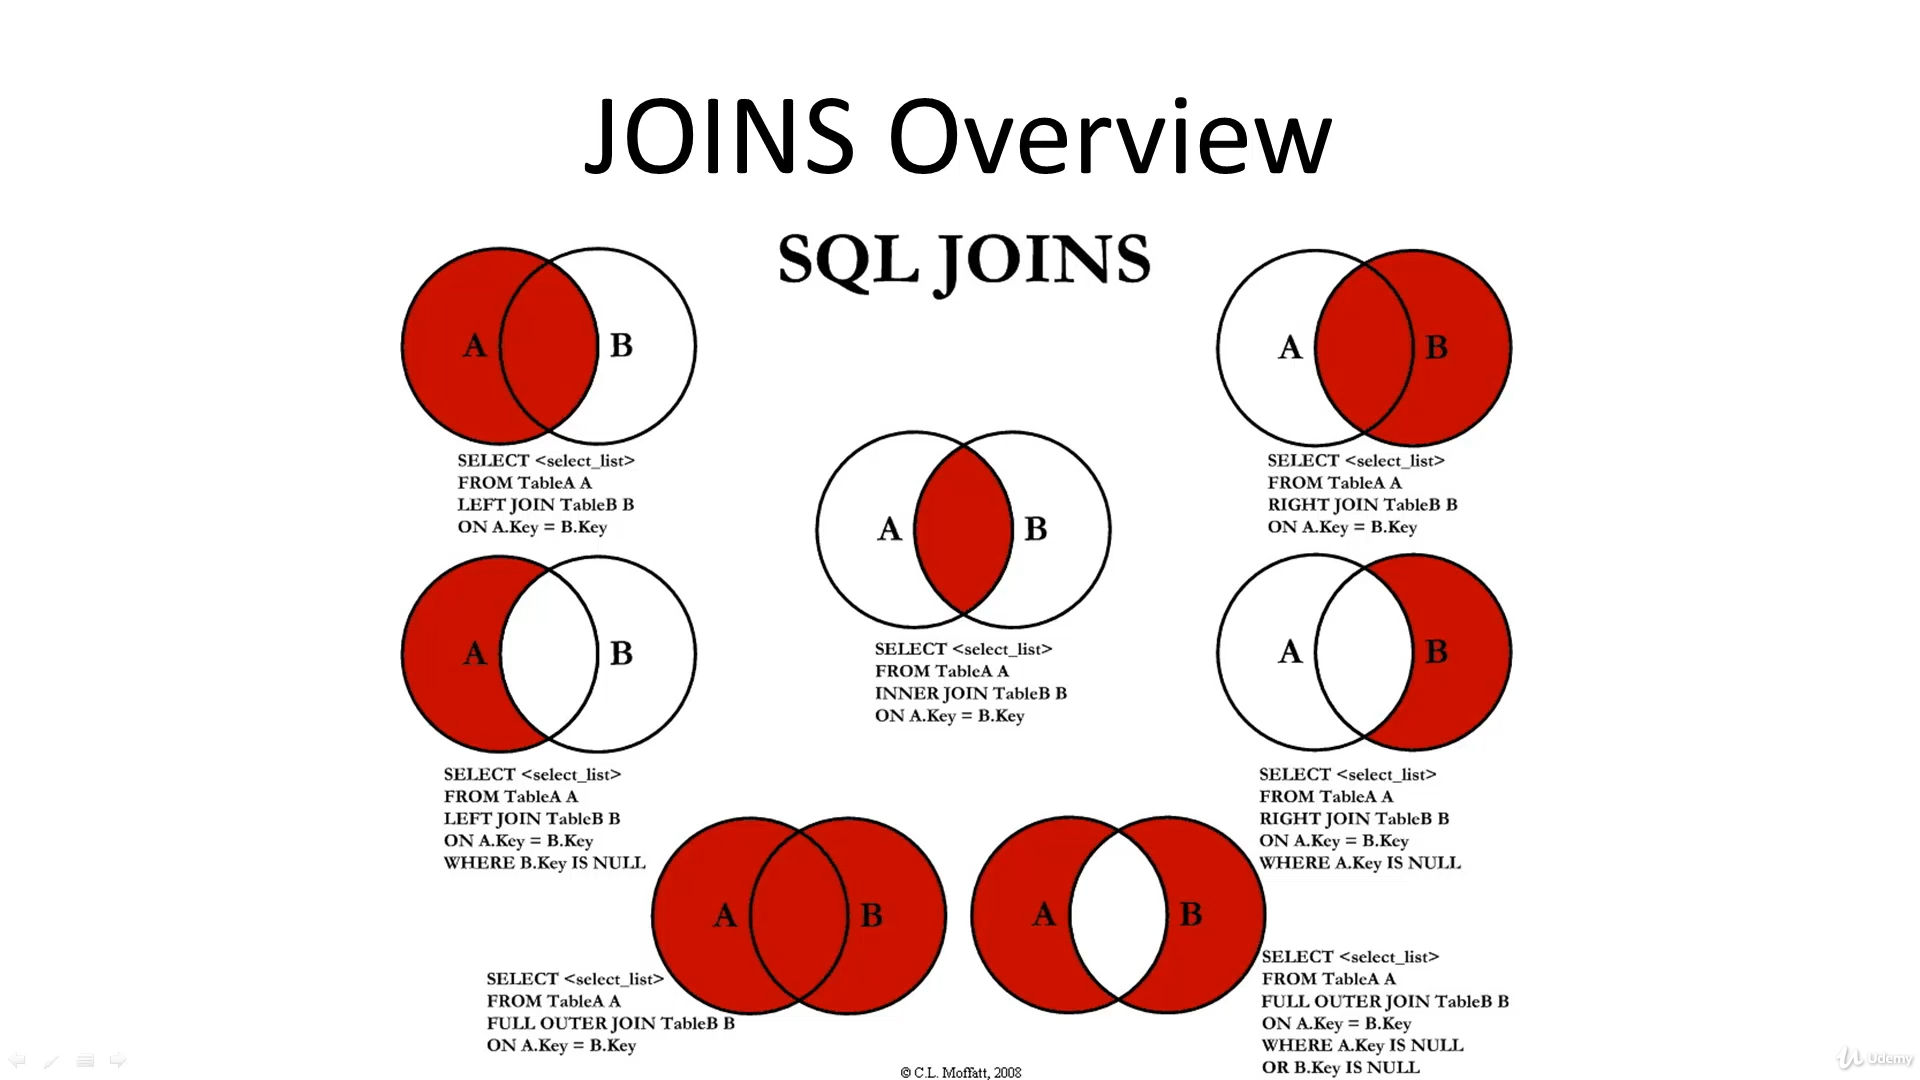 JOINS Overview
SQL JOINS
A B
SELECT <select_list>
FROM TableA A
LEFT JOIN TableB B
ON A.Key = B.Key
A B
SELECT <select_list>
FROM TableA A
RIGHT JOIN TableB B
ON A.Key = B.Key
A B
SELECT <select_list>
FROM TableA A
INNER JOIN TableB B
ON A.Key = B.Key
A B
SELECT <select_list>
FROM TableA A
LEFT JOIN TableB B
ON A.Key = B.Key
WHERE B.Key IS NULL
A B
SELECT <select_list>
FROM TableA A
RIGHT JOIN TableB B
ON A.Key = B.Key
WHERE A.Key IS NULL
A B
SELECT <select_list>
FROM TableA A
FULL OUTER JOIN TableB B
ON A.Key = B.Key
A B
SELECT <select_list>
FROM TableA A
FULL OUTER JOIN TableB B
ON A.Key = B.Key
WHERE A.Key IS NULL
OR B.Key IS NULL
© C.L. Moffatt, 2008
Udemy